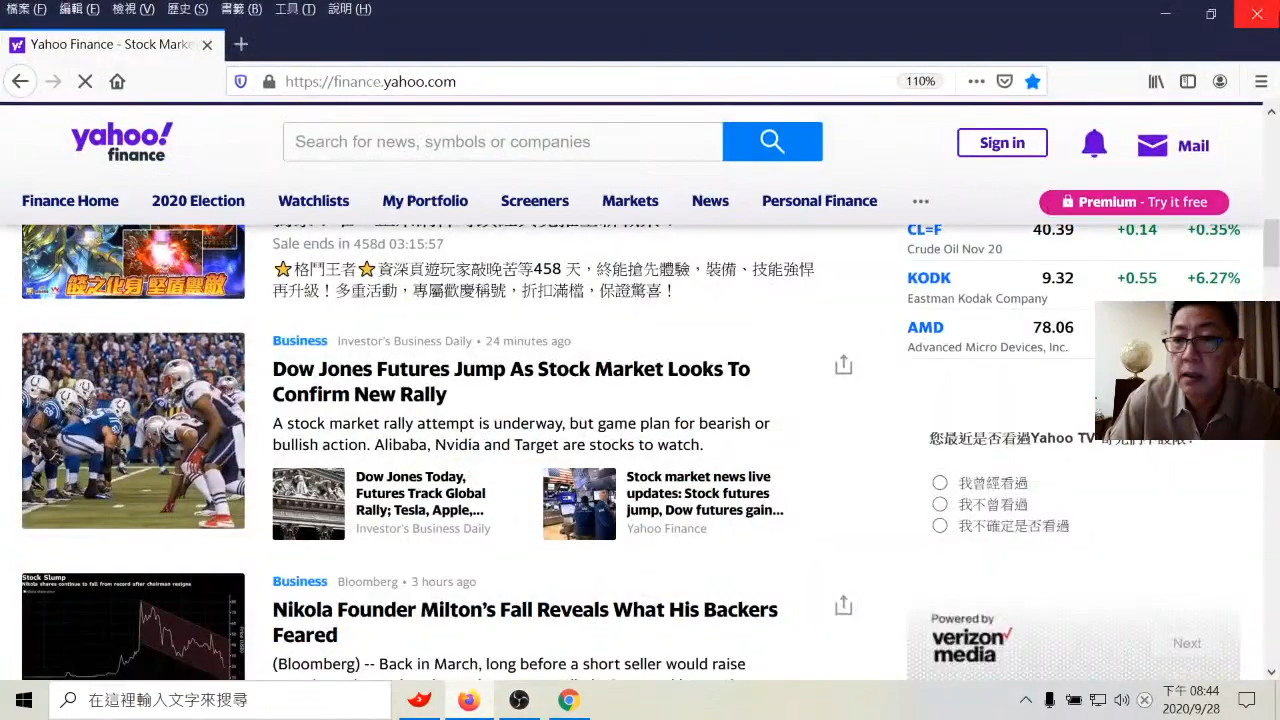 檔案(F) 編輯(E) 檢視(V) 歷史(S) 書籤(B) 工具(T) 說明(H)
Yahoo Finance - Stock Marke
https://finance.yahoo.com
110%
yahoo!
finance
Search for news, symbols or companies
Sign in
Mail
Finance Home
2020 Election
Watchlists
My Portfolio
Screeners
Markets
News
Personal Finance
Premium - Try it free
Sale ends in 458d 03:15:57
⭐格鬥王者⭐資深頁遊玩家敲晚苦等458 天，終能搶先體驗，裝備、技能強悍
再升級！多重活動，專屬歡慶稱號，折扣滿檔，保證驚喜！
Business Investor's Business Daily • 24 minutes ago
Dow Jones Futures Jump As Stock Market Looks To
Confirm New Rally
A stock market rally attempt is underway, but game plan for bearish or
bullish action. Alibaba, Nvidia and Target are stocks to watch.
Dow Jones Today,
Futures Track Global
Rally; Tesla, Apple,...
Investor's Business Daily
Stock market news live
updates: Stock futures
jump, Dow futures gain...
Yahoo Finance
Stock Slump
Nikola shares continue to fall from record after chairman resigns
Business Bloomberg • 3 hours ago
Nikola Founder Milton's Fall Reveals What His Backers
Feared
(Bloomberg) -- Back in March, long before a short seller would raise
CL=F 40.39 +0.14 +0.35%
Crude Oil Nov 20
KODK 9.32 +0.55 +6.27%
Eastman Kodak Company
AMD 78.06
Advanced Micro Devices, Inc.
您最近是否看過Yahoo TV
我曾經看過
我不曾看過
我不確定是否看過
Powered by
verizon✓
media
Next
在這裡輸入文字來搜尋
下午 08:44
2020/9/28